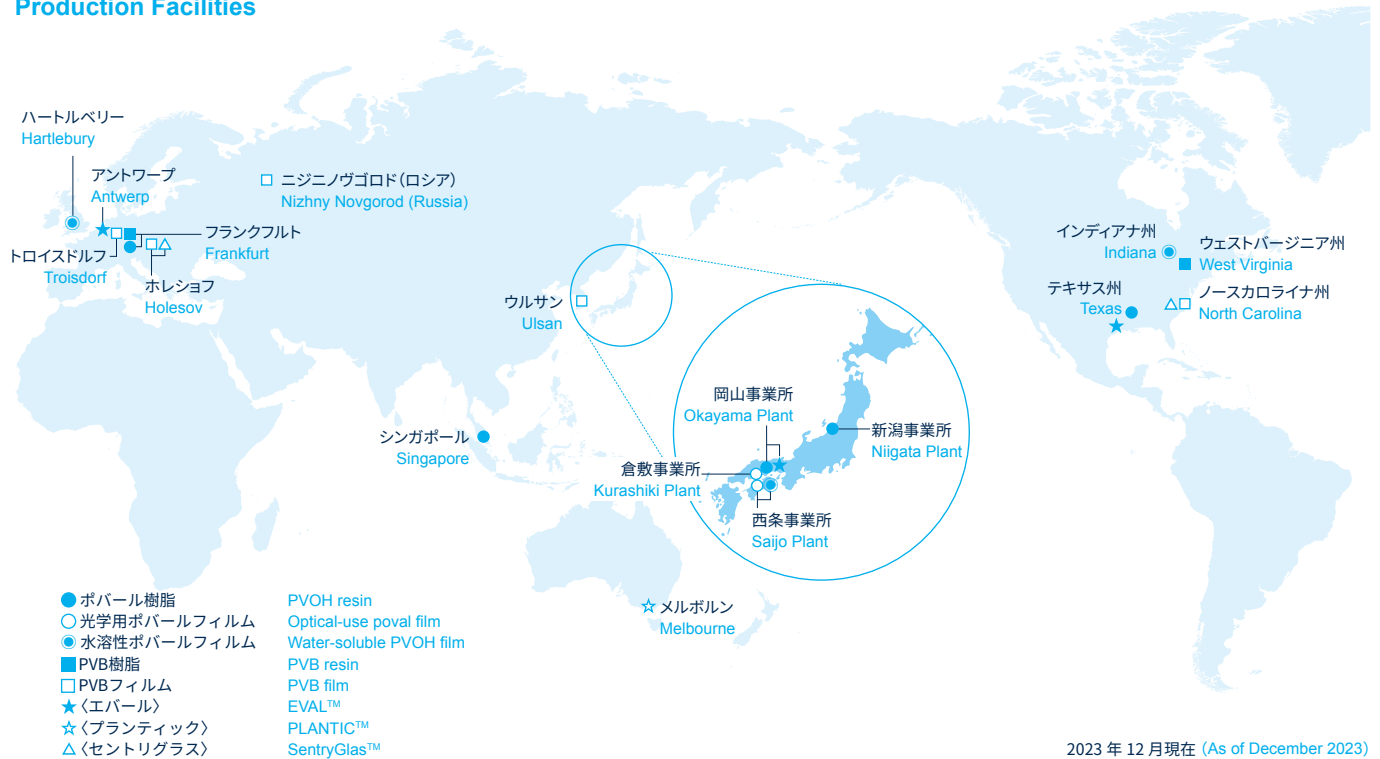 Production Facilities
ハートルベリー
Hartlebury
アントワープ
Antwerp
ニジニノヴゴロド（ロシア）
Nizhny Novgorod (Russia)
フランクフルト
Frankfurt
トロイスドルフ
Troisdorf
ホレショフ
Holesov
ウルサン
Ulsan
インディアナ州
Indiana
ウェストバージニア州
West Virginia
テキサス州
Texas
ノースカロライナ州
North Carolina
岡山事業所
Okayama Plant
新潟事業所
Niigata Plant
シンガポール
Singapore
倉敷事業所
Kurashiki Plant
西条事業所
Saijo Plant
メルボルン
Melbourne
ポバール樹脂 PVOH resin
光学用ポバールフィルム Optical-use poval film
水溶性ポバールフィルム Water-soluble PVOH film
PVB樹脂 PVB resin
PVBフィルム PVB film
〈エバール〉 EVAL™
〈プランティック〉 PLANTIC™
〈セントリグラス〉 SentryGlas™
2023 年 12 月現在 (As of December 2023)